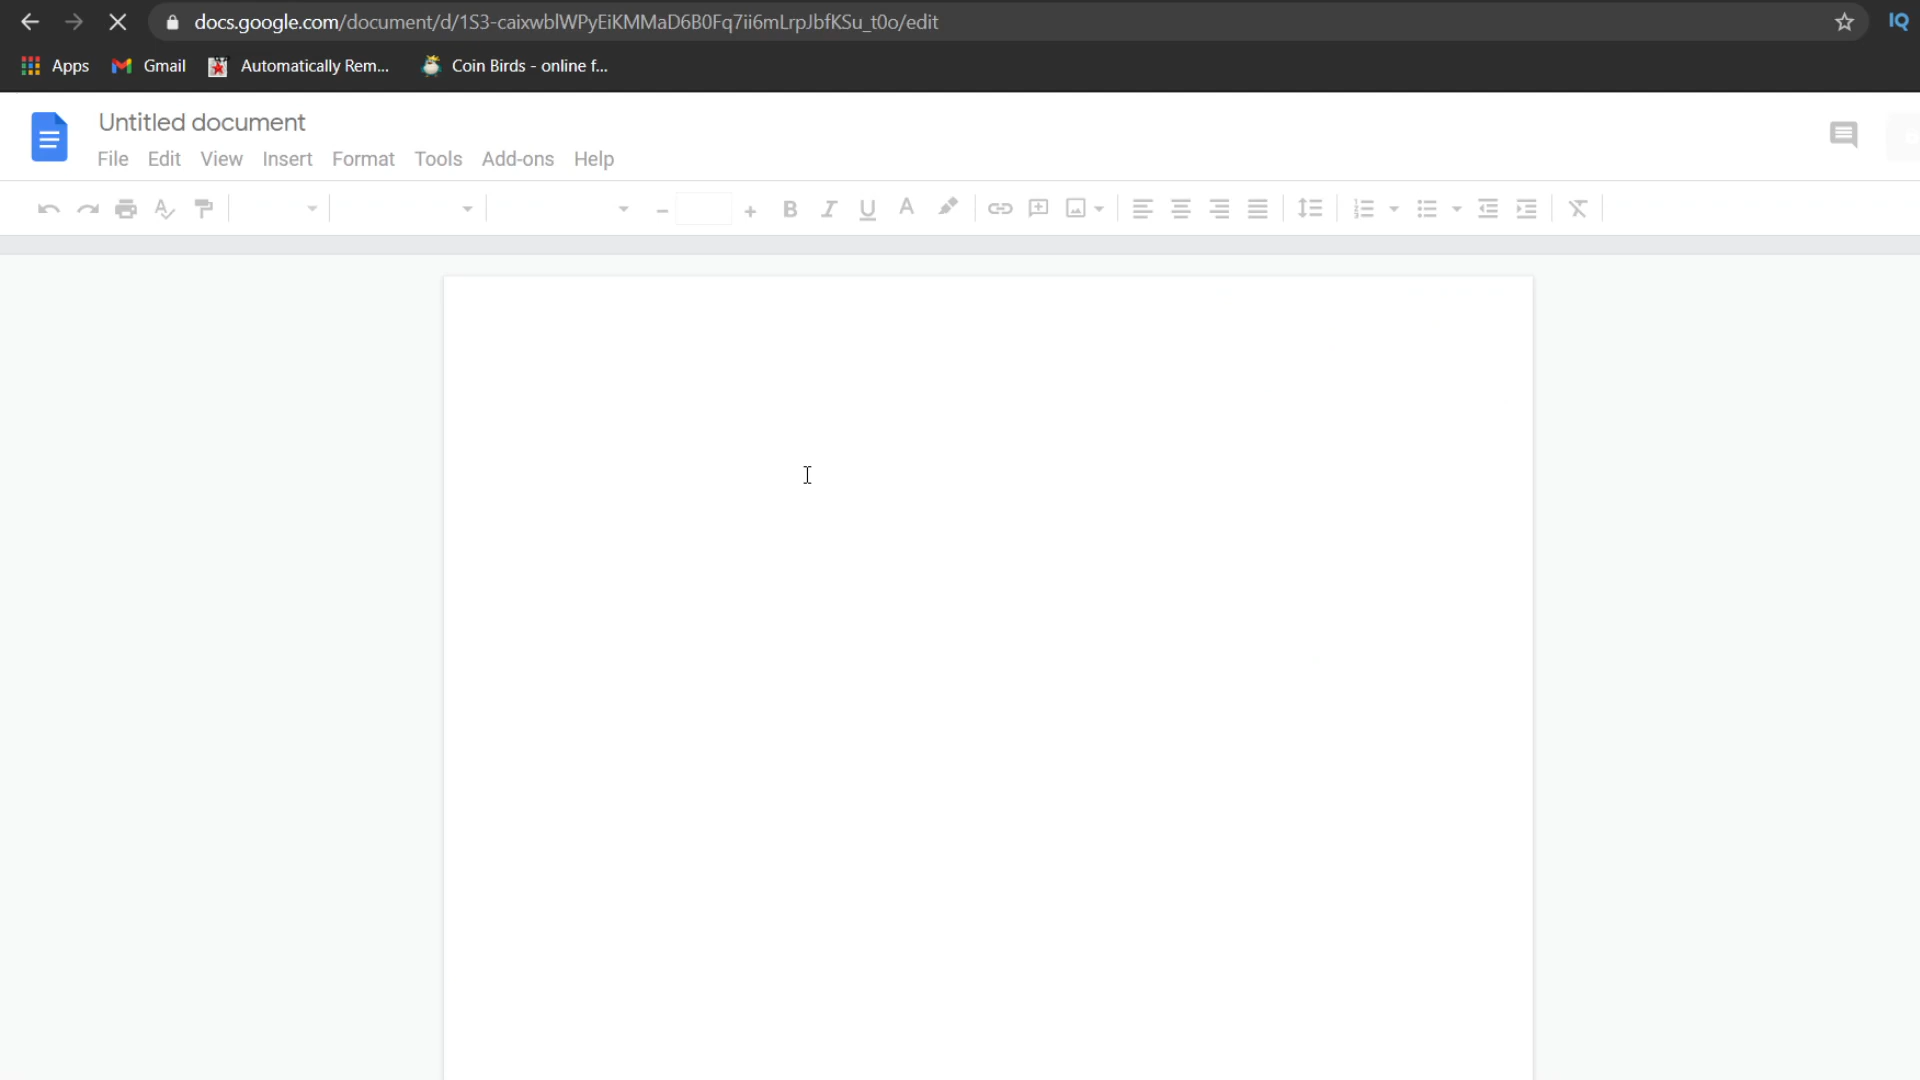 docs.google.com/document/d/1S3-caixwblWPyEiKMMaD6B0Fq7ii6mLrpJbfKSu_t0o/edit
IQ
Apps Gmail Automatically Rem... Coin Birds - online f...
Untitled document
File Edit View Insert Format Tools Add-ons Help